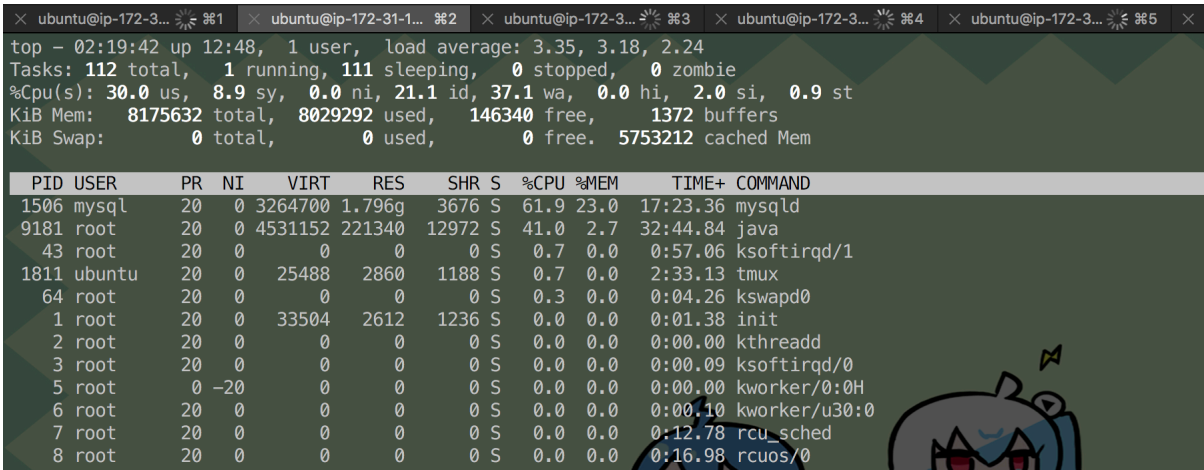 × ubuntu@ip-172-3... ⌘1 × ubuntu@ip-172-31-1... ⌘2 × ubuntu@ip-172-3... ⌘3 × ubuntu@ip-172-3... ⌘4 × ubuntu@ip-172-3... ⌘5 ×
top - 02:19:42 up 12:48,  1 user,  load average: 3.35, 3.18, 2.24
Tasks: 112 total,   1 running, 111 sleeping,   0 stopped,   0 zombie
%Cpu(s): 30.0 us,  8.9 sy,  0.0 ni, 21.1 id, 37.1 wa,  0.0 hi,  2.0 si,  0.9 st
KiB Mem:   8175632 total,  8029292 used,   146340 free,     1372 buffers
KiB Swap:        0 total,        0 used,        0 free.  5753212 cached Mem
PID USER      PR  NI    VIRT    RES    SHR S  %CPU %MEM     TIME+ COMMAND
1506 mysql     20   0 3264700 1.796g   3676 S  61.9 23.0  17:23.36 mysqld
9181 root      20   0 4531152 221340  12972 S  41.0  2.7  32:44.84 java
43 root      20   0       0      0      0 S   0.7  0.0   0:57.06 ksoftirqd/1
1811 ubuntu    20   0   25488   2860   1188 S   0.7  0.0   2:33.13 tmux
64 root      20   0       0      0      0 S   0.3  0.0   0:04.26 kswapd0
1 root      20   0   33504   2612   1236 S   0.0  0.0   0:01.38 init
2 root      20   0       0      0      0 S   0.0  0.0   0:00.00 kthreadd
3 root      20   0       0      0      0 S   0.0  0.0   0:00.09 ksoftirqd/0
5 root       0 -20       0      0      0 S   0.0  0.0   0:00.00 kworker/0:0H
6 root      20   0       0      0      0 S   0.0  0.0   0:00.10 kworker/u30:0
7 root      20   0       0      0      0 S   0.0  0.0   0:12.78 rcu_sched
8 root      20   0       0      0      0 S   0.0  0.0   0:16.98 rcuos/0